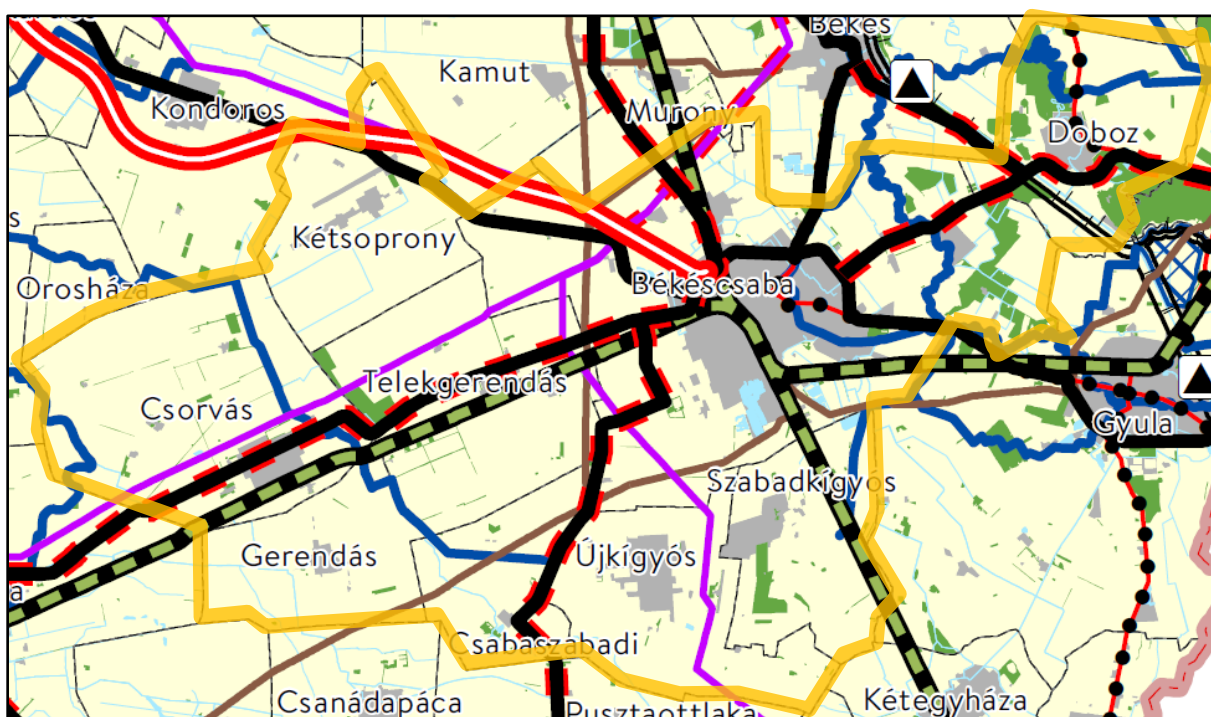 Békés
Kamut
Kondoros
Murony
Doboz
s
Kétsoprony
Orosháza
Békéscsaba
Telekgerendás
Csorvás
Gyula
Szabadkígyós
Gerendás
Újkígyós
a
Csabaszabadi
Csanádapáca
Kétegyháza
Pusztaottlaka